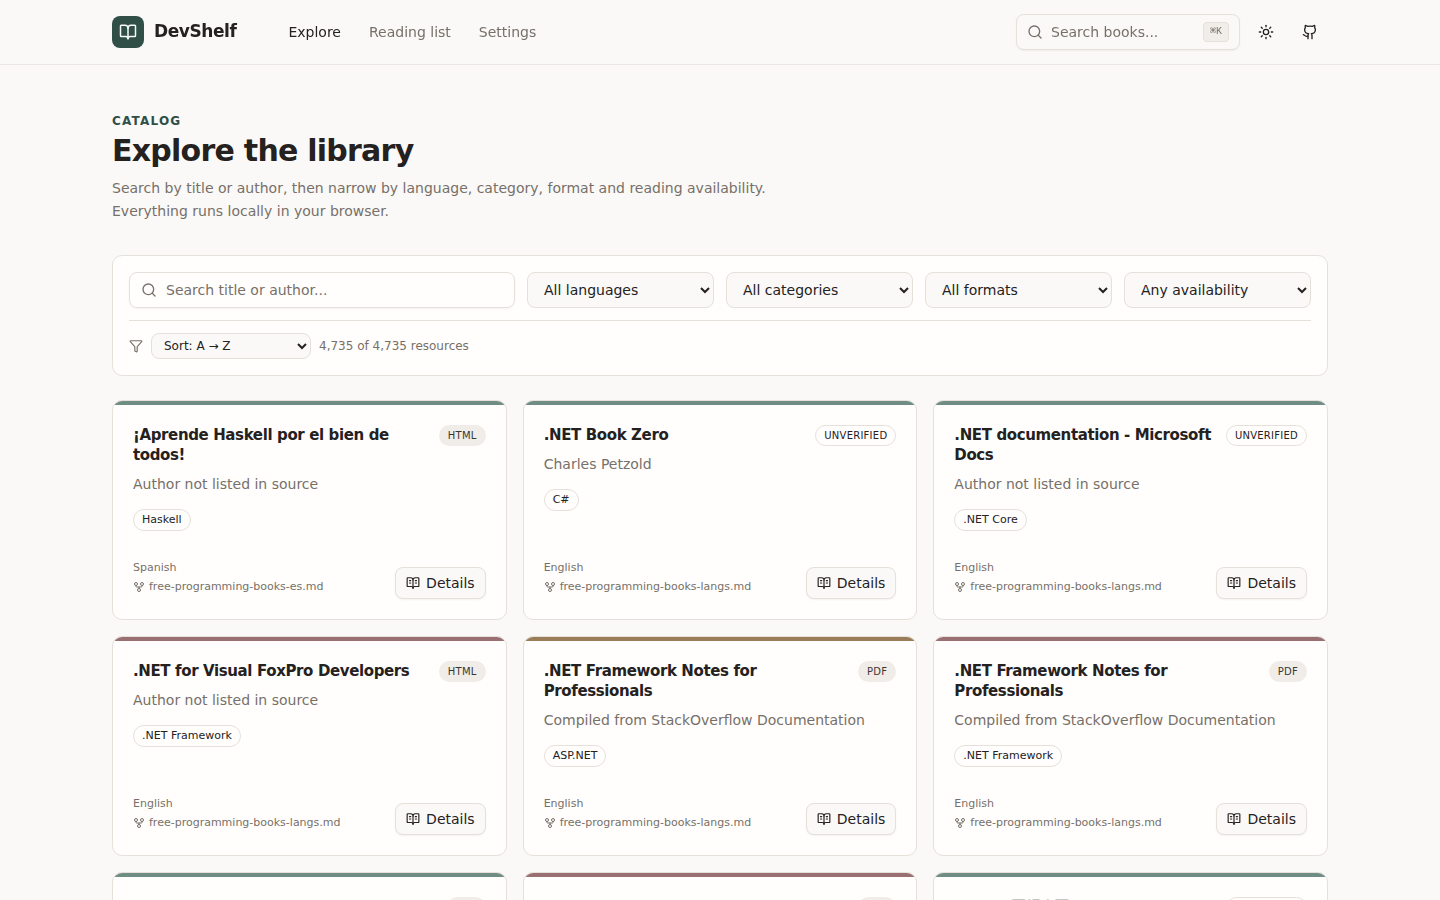 DevShelf
Explore
Reading list
Settings
Search books...
⌘K
CATALOG
Explore the library
Search by title or author, then narrow by language, category, format and reading availability.
Everything runs locally in your browser.
Search title or author...
All languages
All categories
All formats
Any availability
Sort: A → Z
4,735 of 4,735 resources
¡Aprende Haskell por el bien de
todos!
HTML
Author not listed in source
Haskell
Spanish
free-programming-books-es.md
Details
.NET Book Zero
UNVERIFIED
Charles Petzold
C#
English
free-programming-books-langs.md
Details
.NET documentation - Microsoft
Docs
UNVERIFIED
Author not listed in source
.NET Core
English
free-programming-books-langs.md
Details
.NET for Visual FoxPro Developers
HTML
Author not listed in source
.NET Framework
English
free-programming-books-langs.md
Details
.NET Framework Notes for
Professionals
PDF
Compiled from StackOverflow Documentation
ASP.NET
English
free-programming-books-langs.md
Details
.NET Framework Notes for
Professionals
PDF
Compiled from StackOverflow Documentation
.NET Framework
English
free-programming-books-langs.md
Details